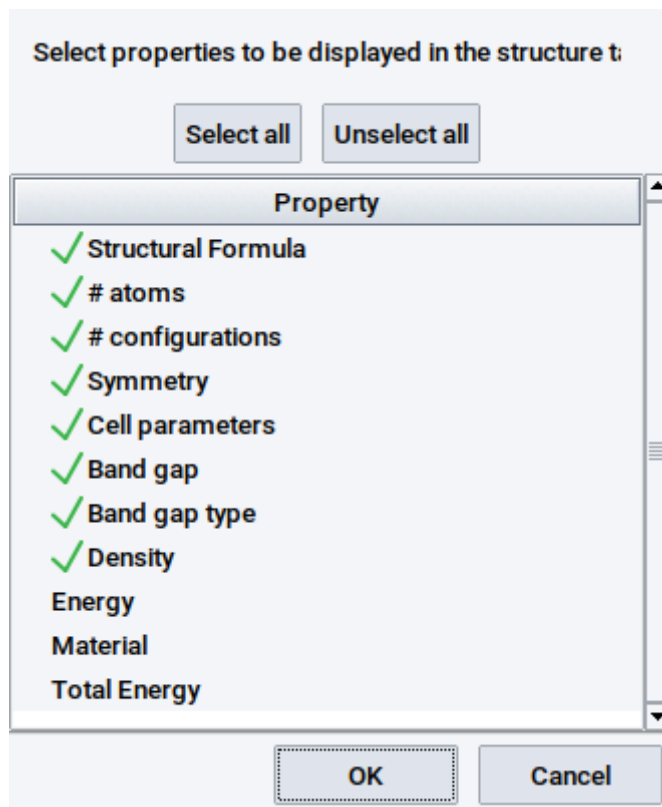 Select properties to be displayed in the structure
Select all Unselect all
Property
Structural Formula
# atoms
# configurations
Symmetry
Cell parameters
Band gap
Band gap type
Density
Energy
Material
Total Energy
OK Cancel